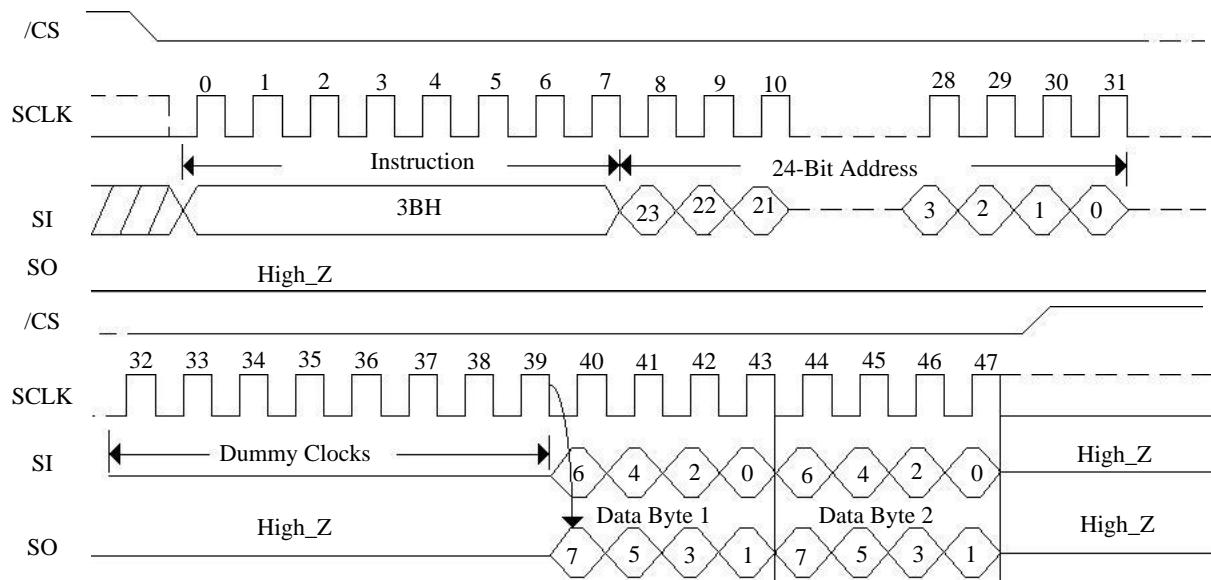 /CS
0 1 2 3 4 5 6 7 8 9 10 28 29 30 31
SCLK
Instruction 24-Bit Address
SI 3BH 23 22 21 3 2 1 0
SO High_Z
/CS
32 33 34 35 36 37 38 39 40 41 42 43 44 45 46 47
SCLK
SI Dummy Clocks 6 4 2 0 6 4 2 0 High_Z
High_Z Data Byte 1 Data Byte 2 High_Z
SO 7 5 3 1 7 5 3 1